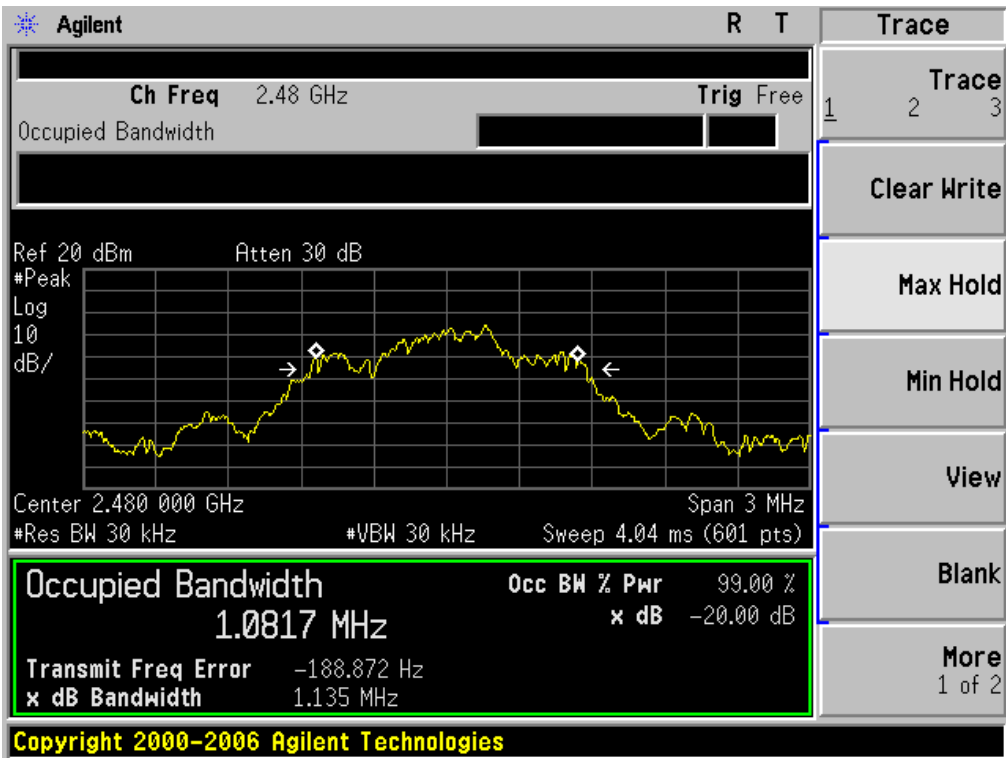 Agilent R T
Ch Freq 2.48 GHz Trig Free
Occupied Bandwidth
Ref 20 dBm Atten 30 dB
#Peak
Log
10
dB/
Center 2.480 000 GHz Span 3 MHz
#Res BW 30 kHz #VBW 30 kHz Sweep 4.04 ms (601 pts)
Occupied Bandwidth
1.0817 MHz
Occ BW % Pwr 99.00 %
x dB -20.00 dB
Transmit Freq Error -188.872 Hz
x dB Bandwidth 1.135 MHz
Copyright 2000-2006 Agilent Technologies
Trace
Trace
1 2 3
Clear Write
Max Hold
Min Hold
View
Blank
More
1 of 2